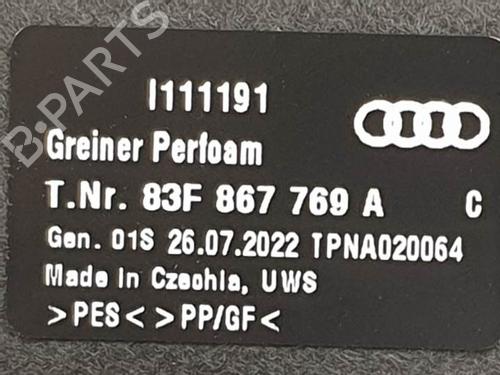 B-PARTS
I111191
Greiner Perfoam
T.Nr. 83F 867 769 A C
Gen. 01S 26.07.2022 TPNA020064
Made in Czechia, UWS
>PES< >PP/GF<